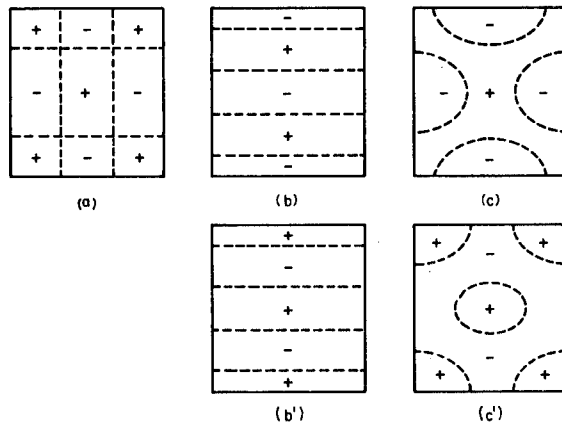 + - +
- + -
+ - +
(a)
-
+
-
+
-
(b)
-
- + -
-
(c)
+
-
+
-
+
(b')
+ +
-
+
-
+ +
(c')